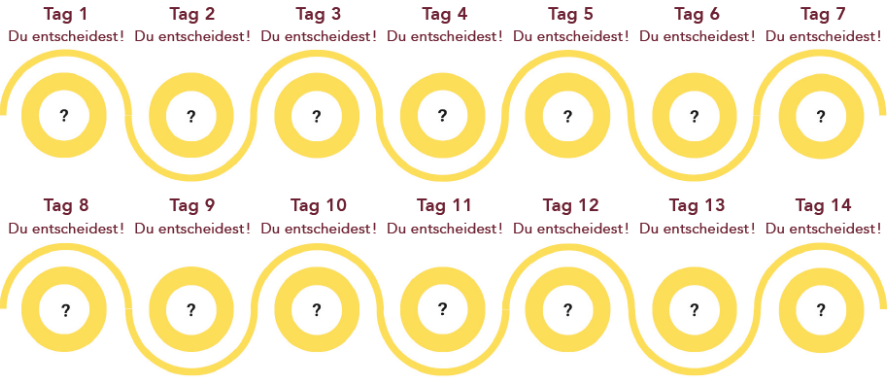 Tag 1 Tag 2 Tag 3 Tag 4 Tag 5 Tag 6 Tag 7
Du entscheidest! Du entscheidest! Du entscheidest! Du entscheidest! Du entscheidest! Du entscheidest! Du entscheidest!
? ? ? ? ? ? ?
Tag 8 Tag 9 Tag 10 Tag 11 Tag 12 Tag 13 Tag 14
Du entscheidest! Du entscheidest! Du entscheidest! Du entscheidest! Du entscheidest! Du entscheidest! Du entscheidest!
? ? ? ? ? ? ?